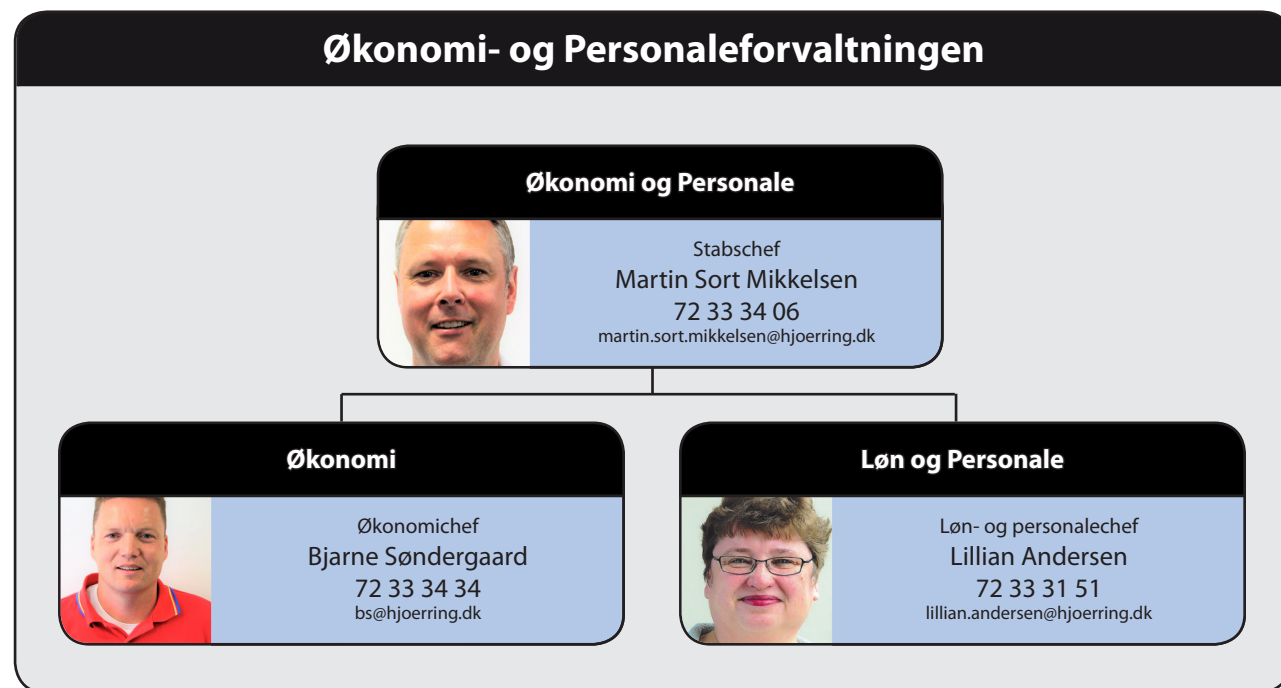 Økonomi- og Personaleforvaltningen
Økonomi og Personale
Stabschef
Martin Sort Mikkelsen
72 33 34 06
martin.sort.mikkelsen@hjoerring.dk
Økonomi
Økonomichef
Bjarne Søndergaard
72 33 34 34
bs@hjoerring.dk
Løn og Personale
Løn- og personalechef
Lillian Andersen
72 33 31 51
lillian.andersen@hjoerring.dk